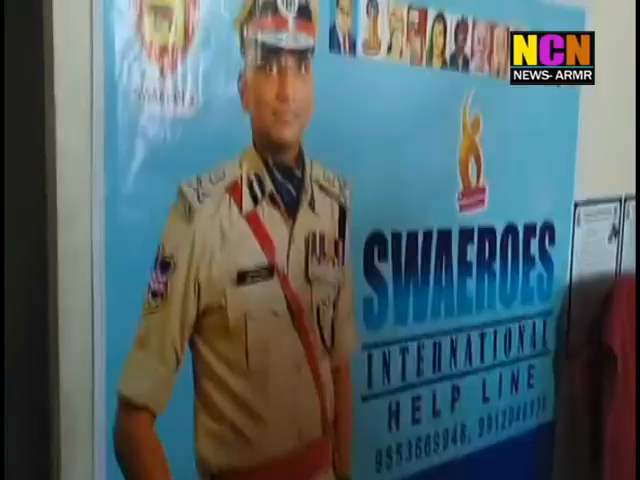 NCN
NEWS- ARMR
SWAEROES
INTERNATIONAL
HELP LINE